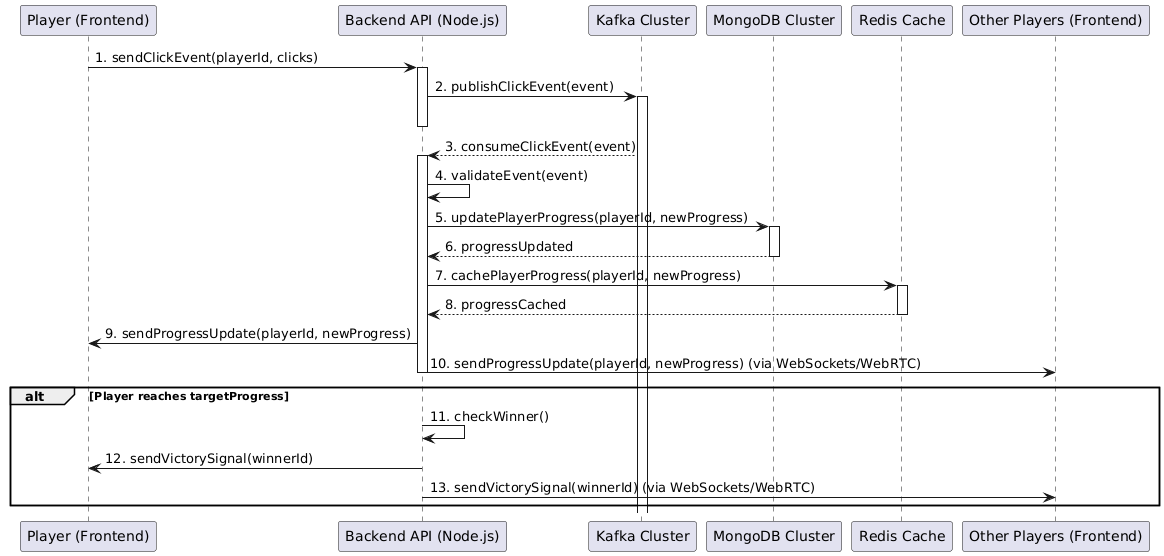 Player (Frontend)
Backend API (Node.js)
Kafka Cluster
MongoDB Cluster
Redis Cache
Other Players (Frontend)
1. sendClickEvent(playerId, clicks)
2. publishClickEvent(event)
3. consumeClickEvent(event)
4. validateEvent(event)
5. updatePlayerProgress(playerId, newProgress)
6. progressUpdated
7. cachePlayerProgress(playerId, newProgress)
8. progressCached
9. sendProgressUpdate(playerId, newProgress)
10. sendProgressUpdate(playerId, newProgress) (via WebSockets/WebRTC)
alt
[Player reaches targetProgress]
11. checkWinner()
12. sendVictorySignal(winnerId)
13. sendVictorySignal(winnerId) (via WebSockets/WebRTC)
Player (Frontend)
Backend API (Node.js)
Kafka Cluster
MongoDB Cluster
Redis Cache
Other Players (Frontend)